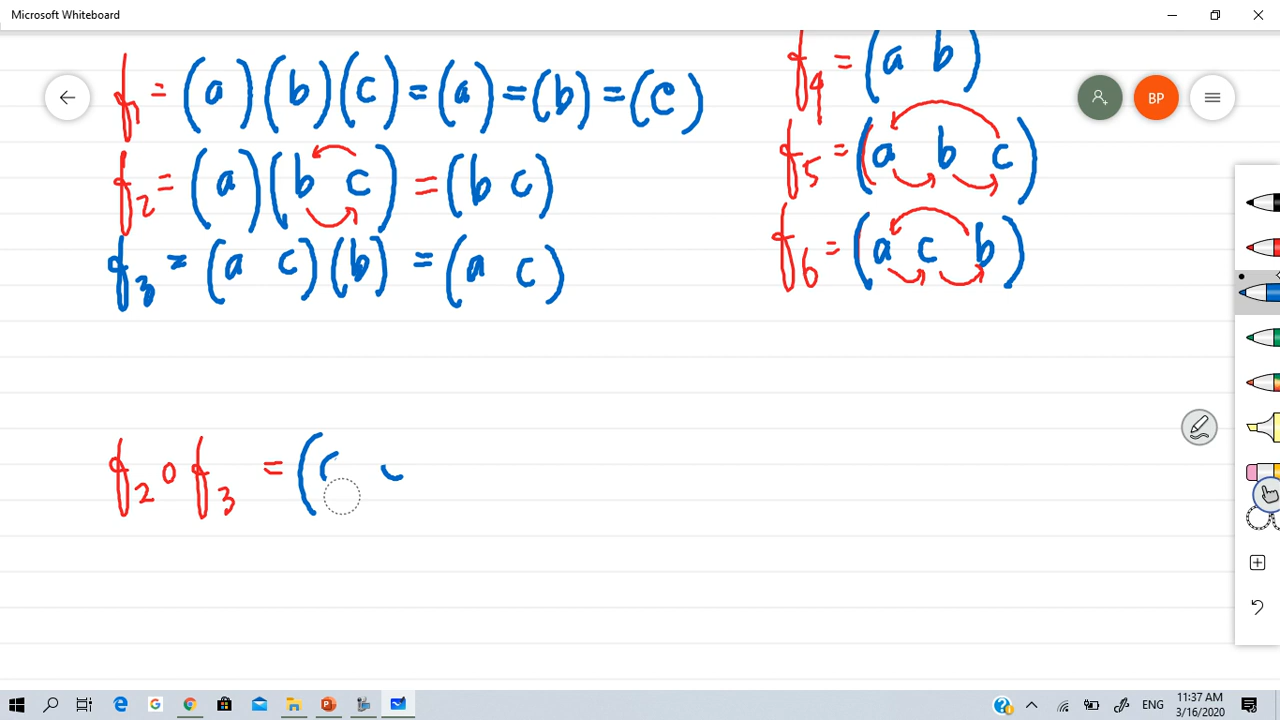 Microsoft Whiteboard
f1 = (a)(b)(c) = (a) = (b) = (c)
f2 = (a)(b c) = (b c)
f3 = (a c)(b) = (a c)
f4 = (a b)
f5 = (a b c)
f6 = (a c b)
BP
f2 o f3 = (
ENG
11:37 AM
3/16/2020